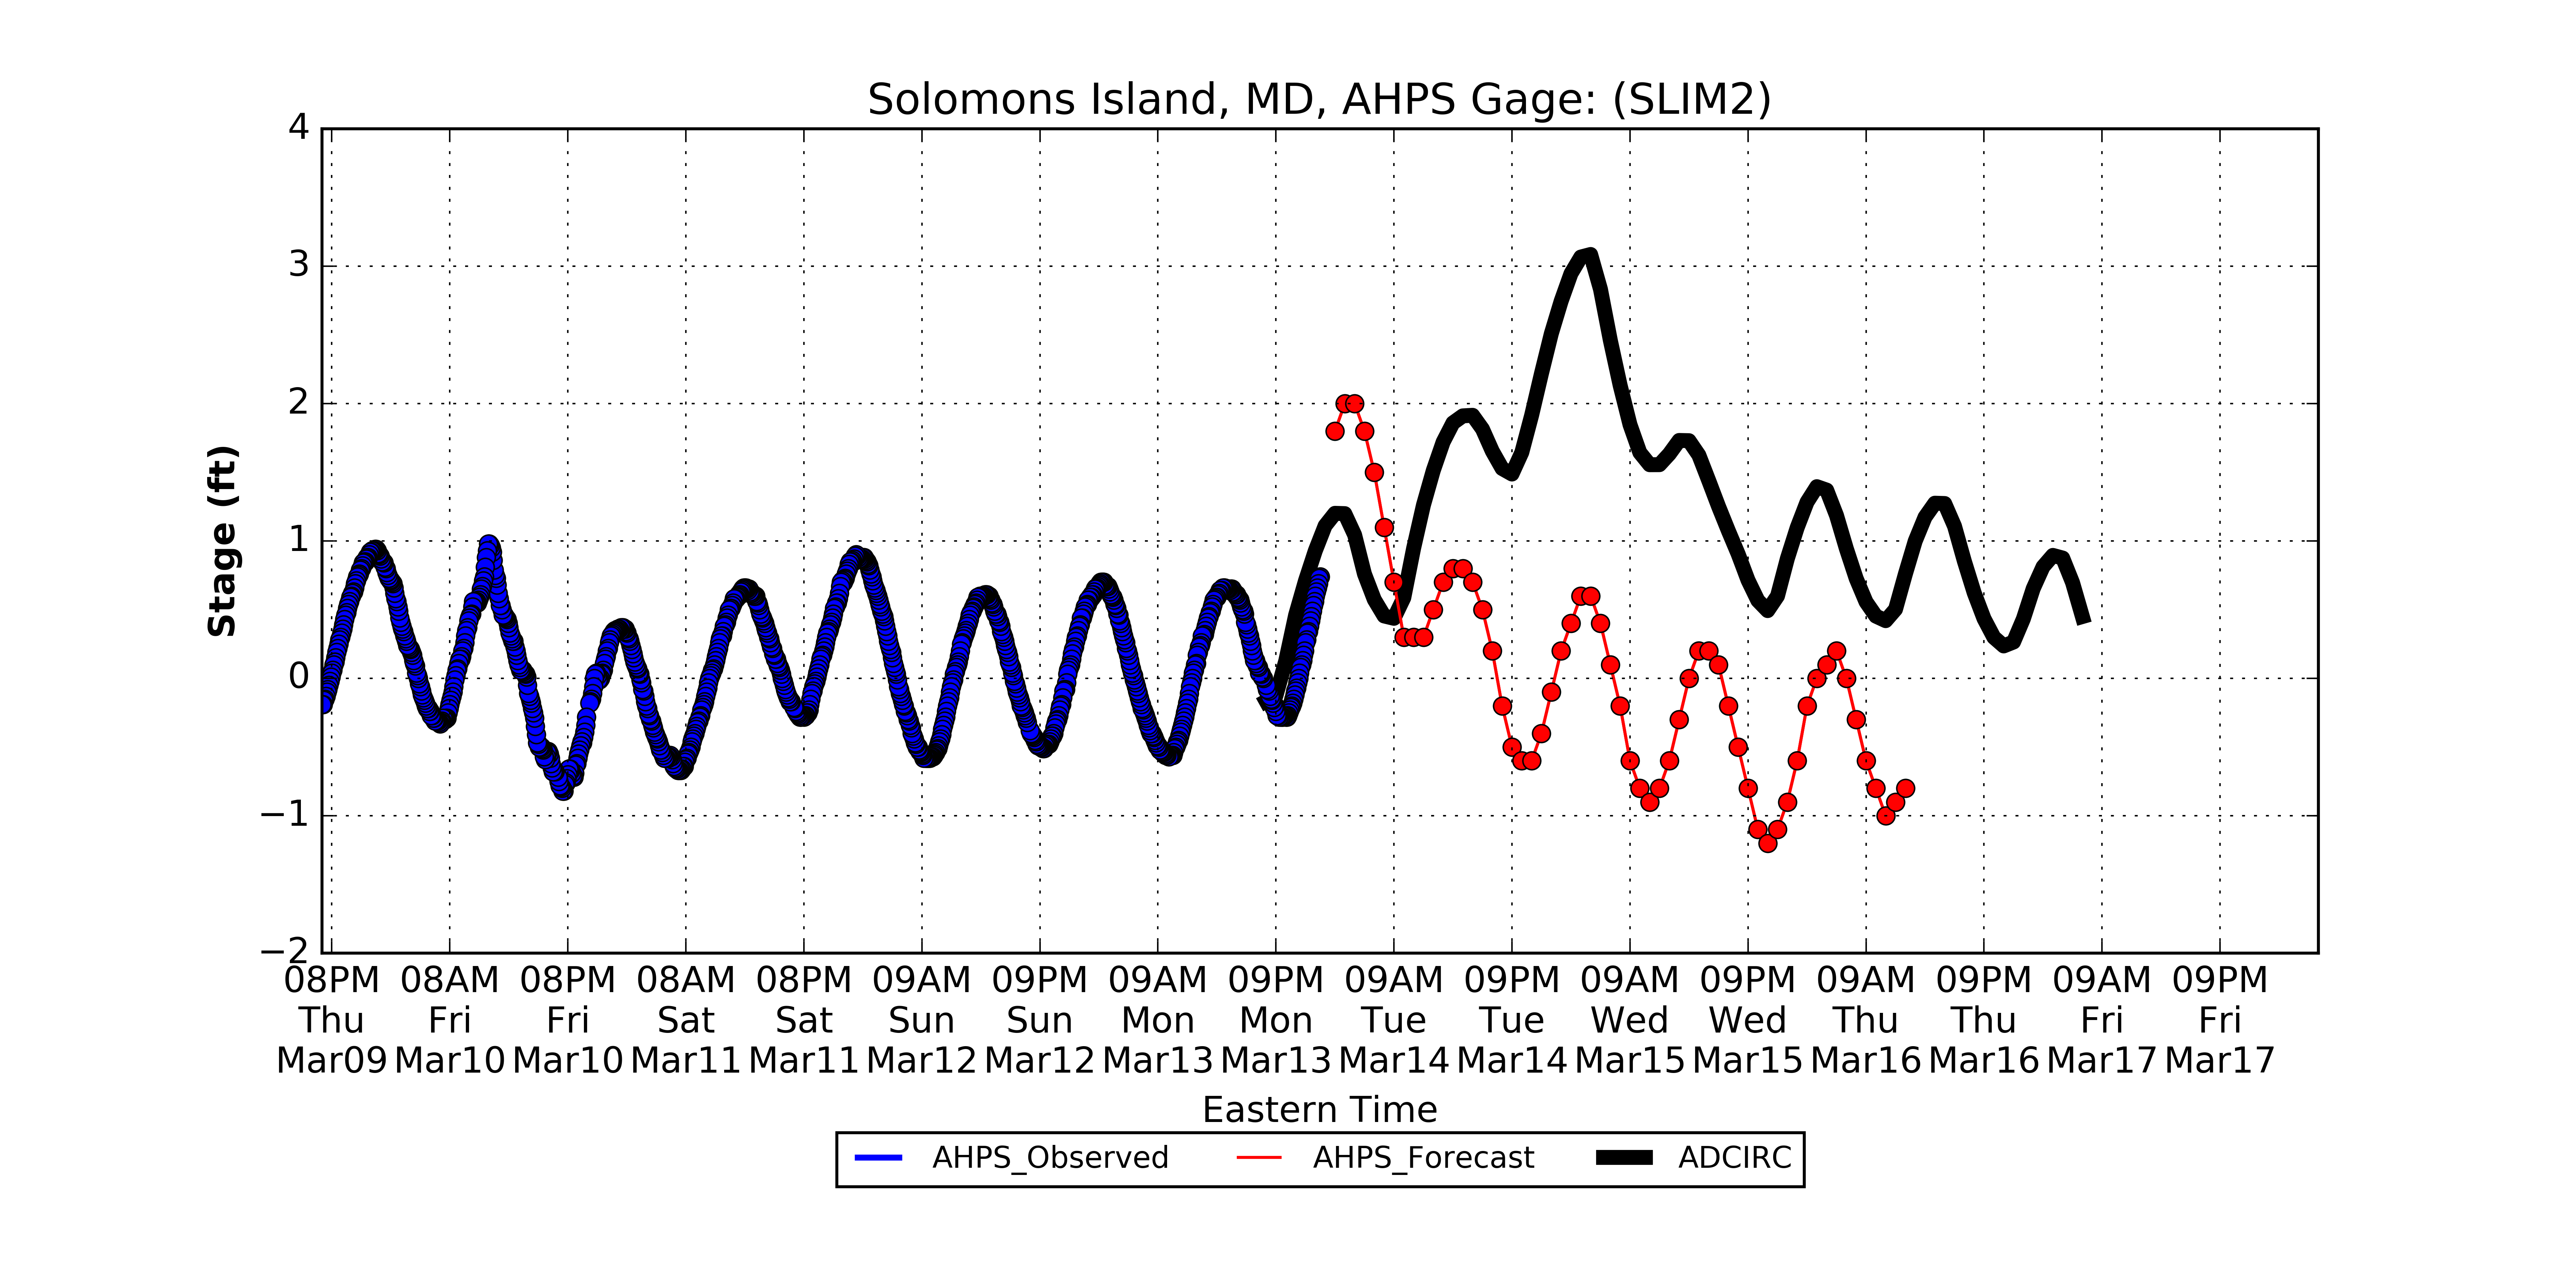 Solomons Island, MD, AHPS Gage: (SLIM2)
4
3
2
1
0
−1
−2
Stage (ft)
08PM 08AM 08PM 08AM 08PM 09AM 09PM 09AM 09PM 09AM 09PM 09AM 09PM 09AM 09PM 09AM 09PM
Thu Fri Fri Sat Sat Sun Sun Mon Mon Tue Tue Wed Wed Thu Thu Fri Fri
Mar09 Mar10 Mar10 Mar11 Mar11 Mar12 Mar12 Mar13 Mar13 Mar14 Mar14 Mar15 Mar15 Mar16 Mar16 Mar17 Mar17
Eastern Time
AHPS_Observed AHPS_Forecast ADCIRC